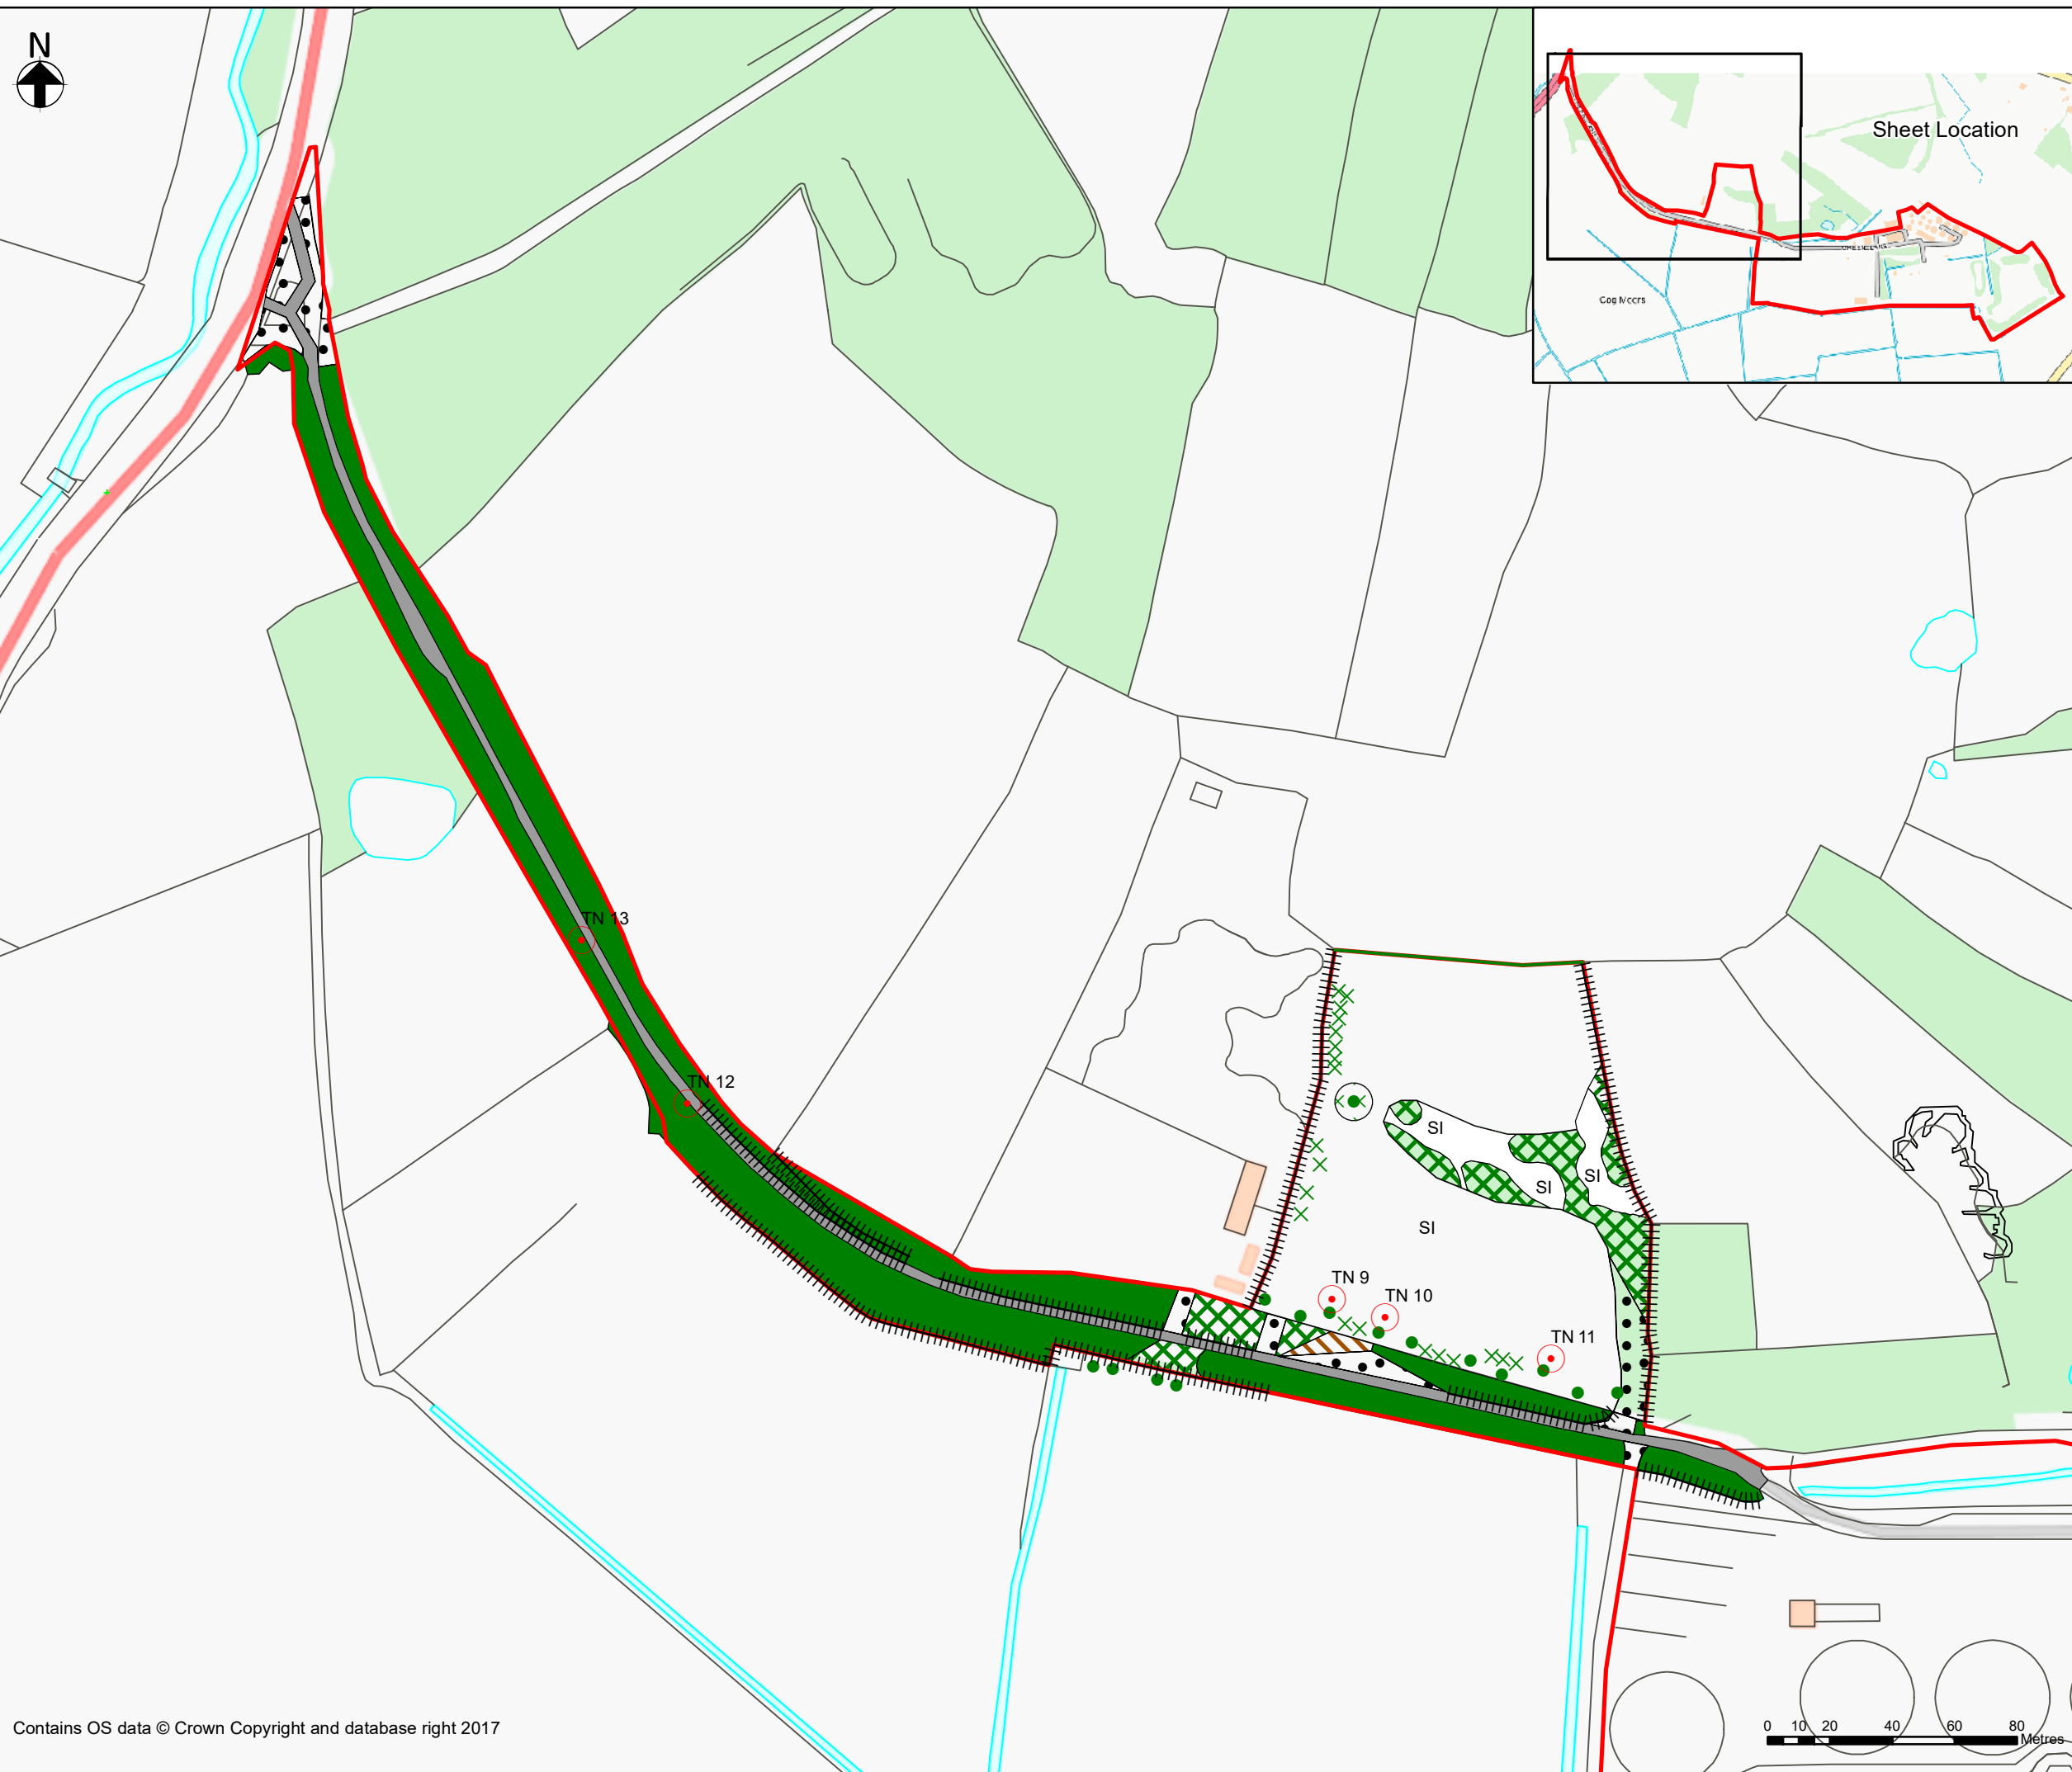 N
Sheet Location
Cog Moors
TN 13
TN 12
SI
SI
SI
SI
TN 9
TN 10
TN 11
Contains OS data © Crown Copyright and database right 2017
0 10 20 40 60 80
Metres